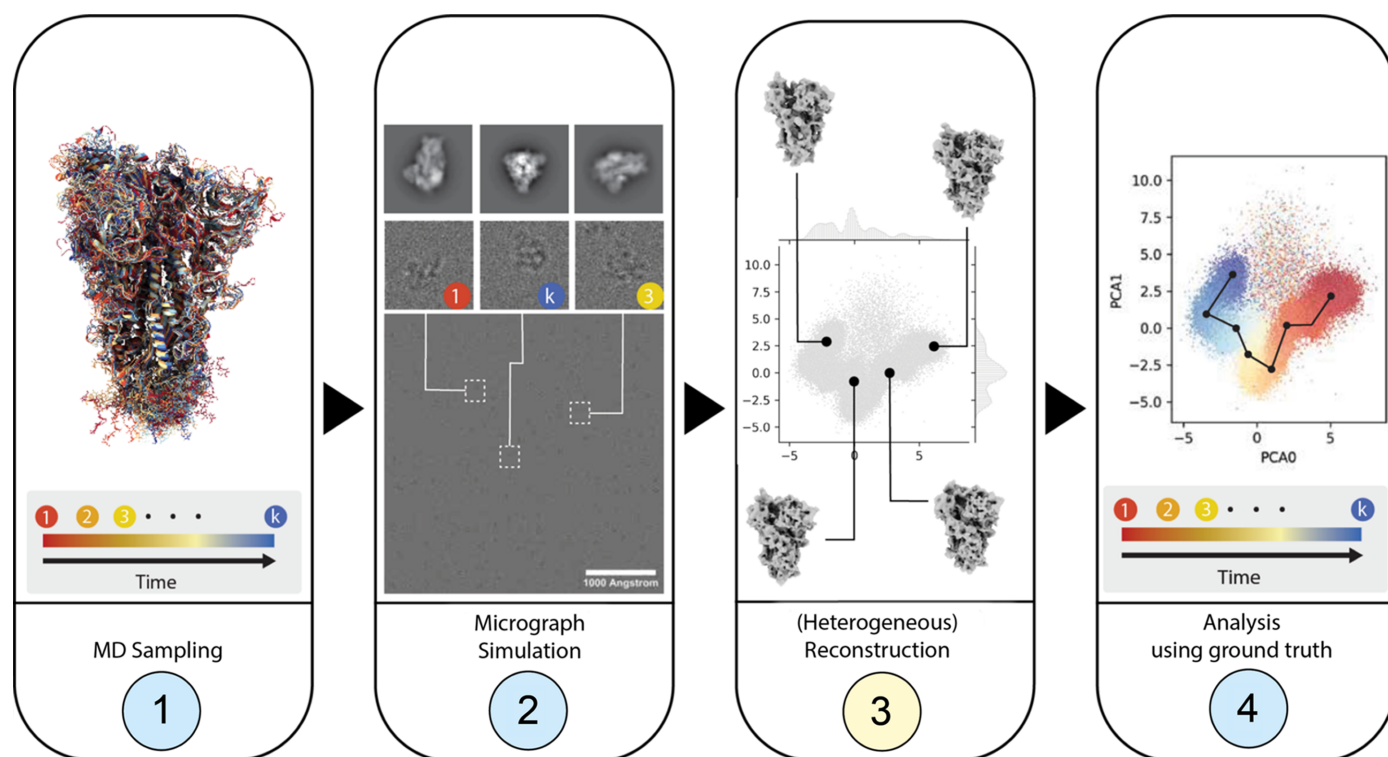 1 2 3 . . . k
Time
MD Sampling
1
1 k 3
1000 Angstrom
Micrograph
Simulation
2
10.0
7.5
5.0
2.5
0.0
−2.5
−5.0
−5 0 5
(Heterogeneous)
Reconstruction
3
PCA1
10.0
7.5
5.0
2.5
0.0
−2.5
−5.0
−5 0 5
PCA0
1 2 3 . . . k
Time
Analysis
using ground truth
4